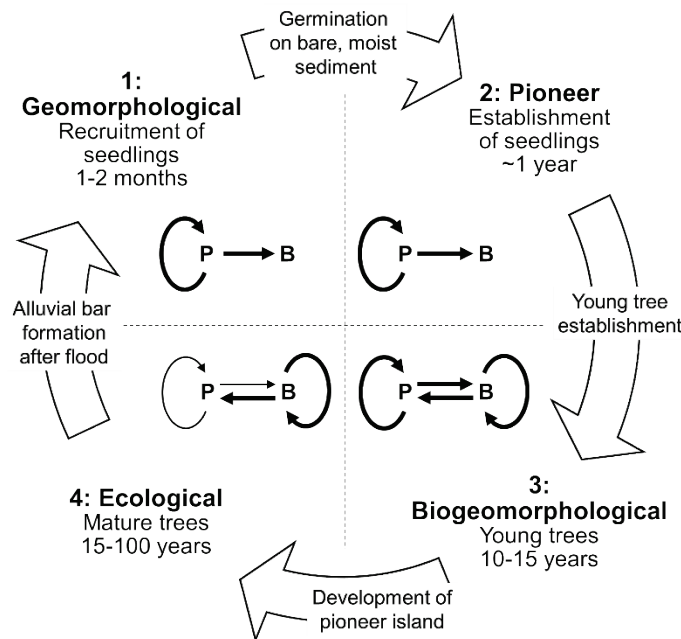 Germination
on bare, moist
sediment
1:
Geomorphological
Recruitment of
seedlings
1-2 months
2: Pioneer
Establishment
of seedlings
~1 year
P
B
P
B
Alluvial bar
formation
after flood
Young tree
establishment
P
B
P
B
4: Ecological
Mature trees
15-100 years
3:
Biogeomorphological
Young trees
10-15 years
Development of
pioneer island